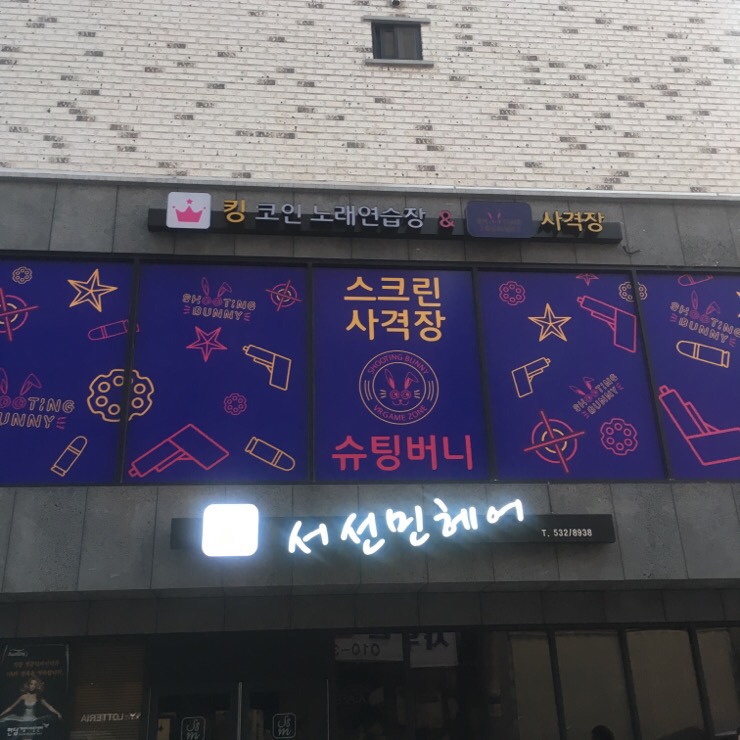 킹 코인 노래연습장 & 사격장
SHOOTING
BUNNY
스크린
사격장
SHOOTING BUNNY
VR GAME ZONE
슈팅버니
SHOOTING
BUNNY
SHOOTING
BUNNY
SHOOTING
BUNNY
서선민헤어
T. 532/8938
010-
LOTTERIA